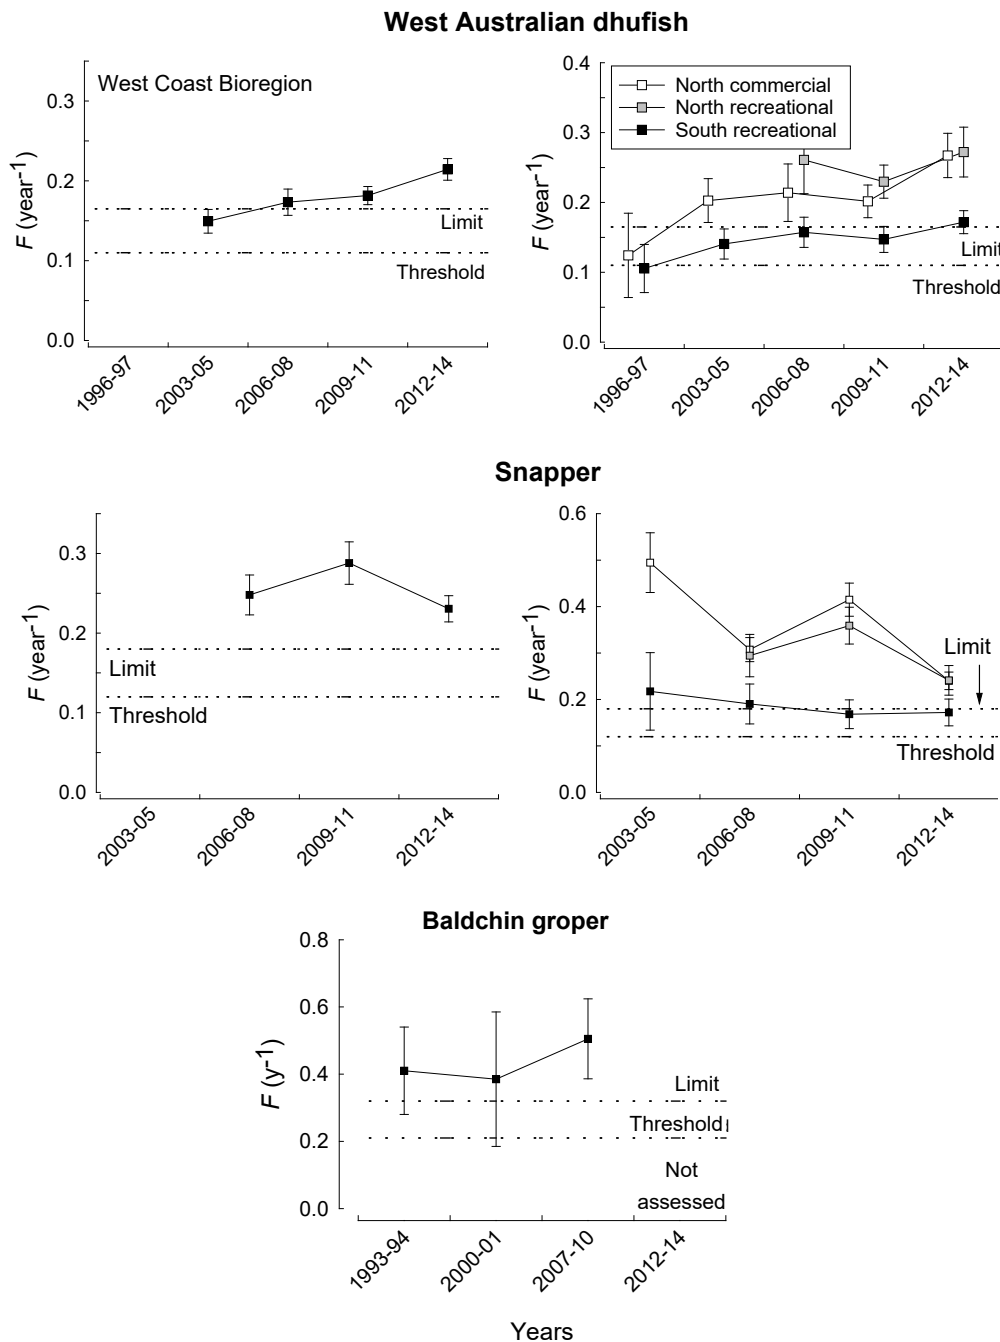 West Australian dhufish
West Coast Bioregion
F (year-1)
0.3
0.2
0.1
0.0
Limit
Threshold
1996-97
2003-05
2006-08
2009-11
2012-14
North commercial
North recreational
South recreational
F (year-1)
0.4
0.3
0.2
0.1
0.0
Limit
Threshold
1996-97
2003-05
2006-08
2009-11
2012-14
Snapper
F (year-1)
0.3
0.2
0.1
0.0
Limit
Threshold
2003-05
2006-08
2009-11
2012-14
F (year-1)
0.6
0.4
0.2
0.0
Limit
Threshold
2003-05
2006-08
2009-11
2012-14
Baldchin groper
F (y-1)
0.8
0.6
0.4
0.2
0.0
Limit
Threshold
Not
assessed
1993-94
2000-01
2007-10
2012-14
Years